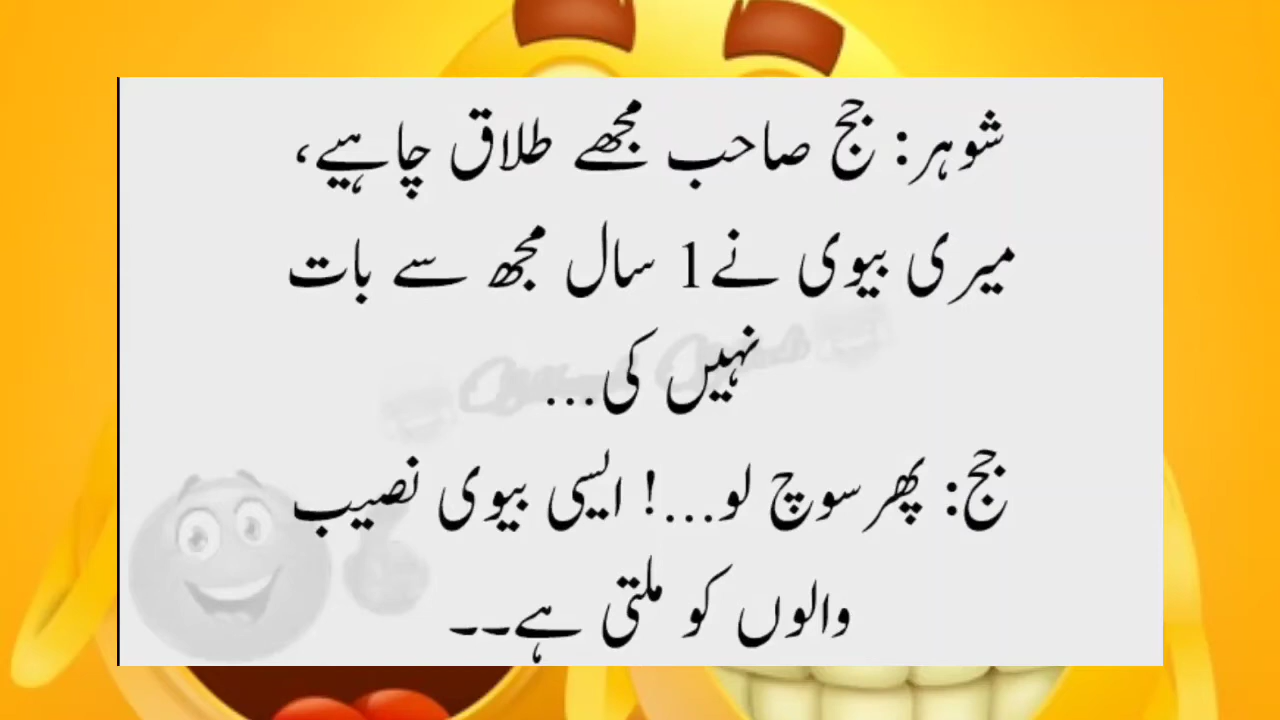 شوہر: جج صاحب مجھے طلاق چاہیے،
میری بیوی نے 1 سال مجھ سے بات
نہیں کی...
جج: پھر سوچ لو...! ایسی بیوی نصیب
والوں کو ملتی ہے۔۔